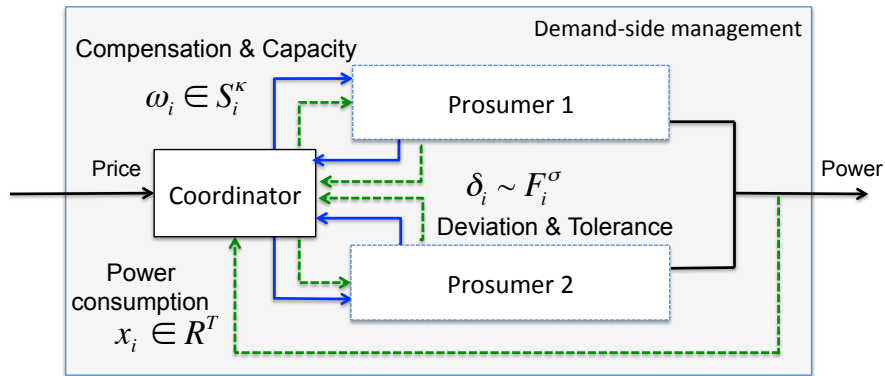 Demand-side management
Compensation & Capacity
ω_i ∈ S_i^κ
Prosumer 1
Price
Coordinator
δ_i ~ F_i^σ
Power
Deviation & Tolerance
Power
consumption
x_i ∈ R^T
Prosumer 2